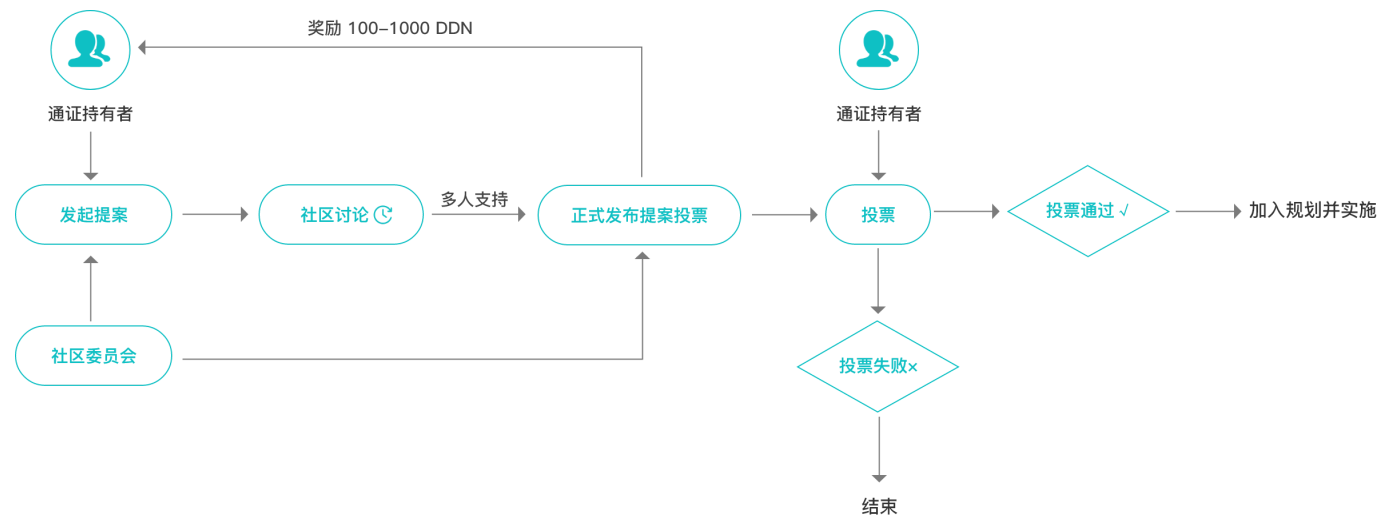 奖励 100-1000 DDN
通证持有者
通证持有者
发起提案
社区讨论
多人支持
正式发布提案投票
投票
投票通过 √
加入规划并实施
社区委员会
投票失败×
结束